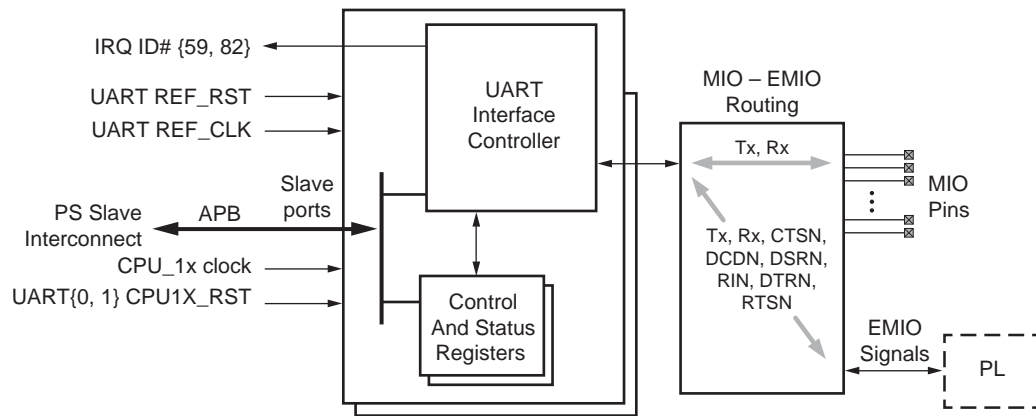 IRQ ID# {59, 82}
UART REF_RST
UART REF_CLK
PS Slave
Interconnect
APB
Slave
ports
CPU_1x clock
UART{0, 1} CPU1X_RST
UART
Interface
Controller
Control
And Status
Registers
MIO – EMIO
Routing
Tx, Rx
Tx, Rx, CTSN,
DCDN, DSRN,
RIN, DTRN,
RTSN
MIO
Pins
EMIO
Signals
PL